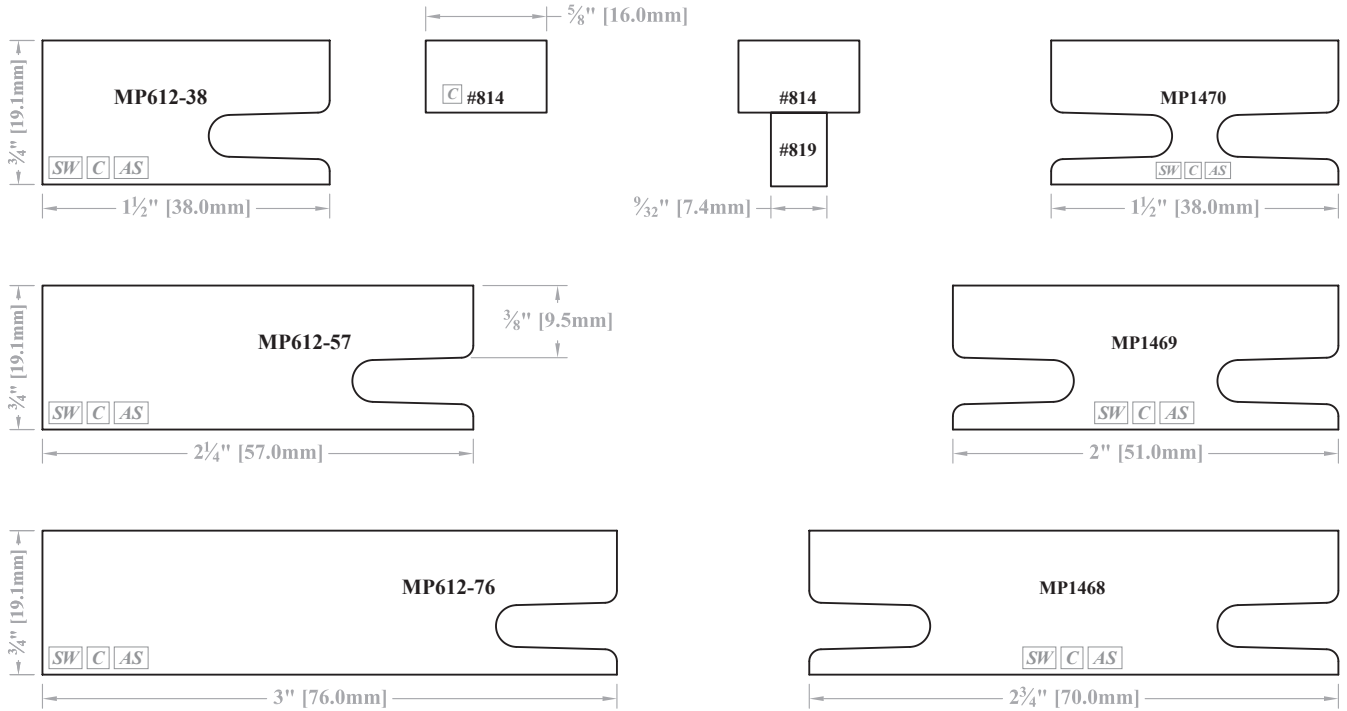 ⅝" [16.0mm]
¾" [19.1mm]
MP612-38
SW C AS
1½" [38.0mm]
C #814
#814
#819
9⁄32" [7.4mm]
MP1470
SW C AS
1½" [38.0mm]
¾" [19.1mm]
MP612-57
SW C AS
2¼" [57.0mm]
⅜" [9.5mm]
MP1469
SW C AS
2" [51.0mm]
¾" [19.1mm]
MP612-76
SW C AS
3" [76.0mm]
MP1468
SW C AS
2¾" [70.0mm]